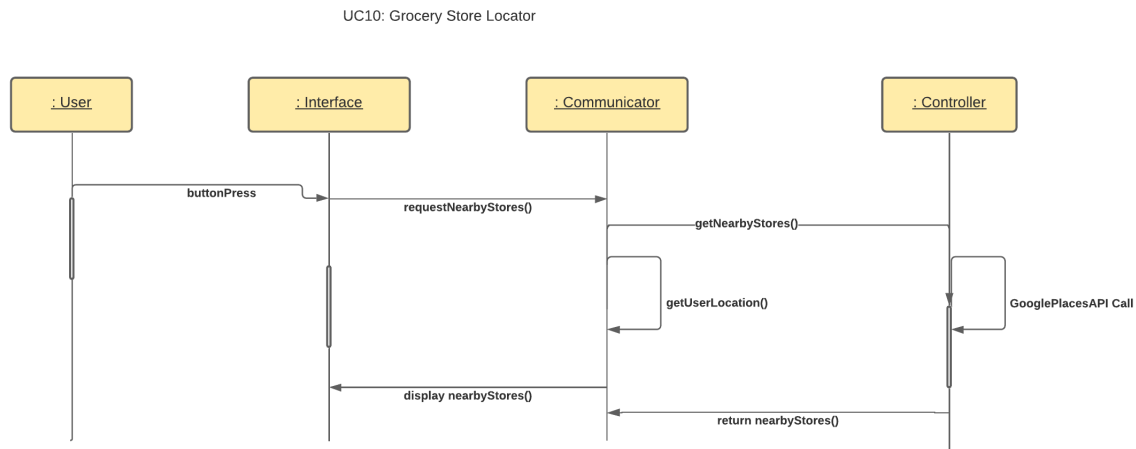 UC10: Grocery Store Locator
: User
: Interface
: Communicator
: Controller
buttonPress
requestNearbyStores()
getNearbyStores()
getUserLocation()
GooglePlacesAPI Call
display nearbyStores()
return nearbyStores()